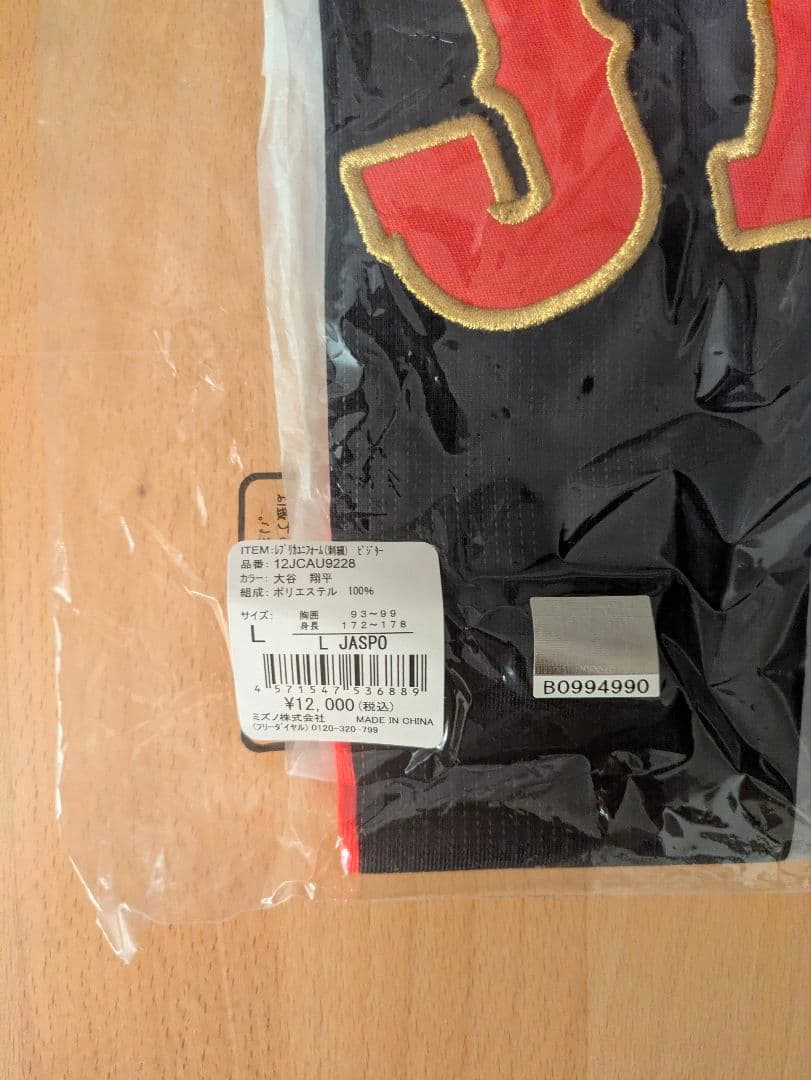 J
ITEM:ﾚﾌﾟﾘｶﾕﾆﾌｫｰﾑ(刺繍) ﾋﾞｼﾞﾀｰ
品番: 12JCAU9228
カラー: 大谷 翔平
組成: ポリエステル 100%
サイズ: 胸囲 93～99
L 身長 172～178
L JASPO
4 571547 536889
¥12,000(税込)
ミズノ株式会社 MADE IN CHINA
(フリーダイヤル) 0120-320-799
B0994990